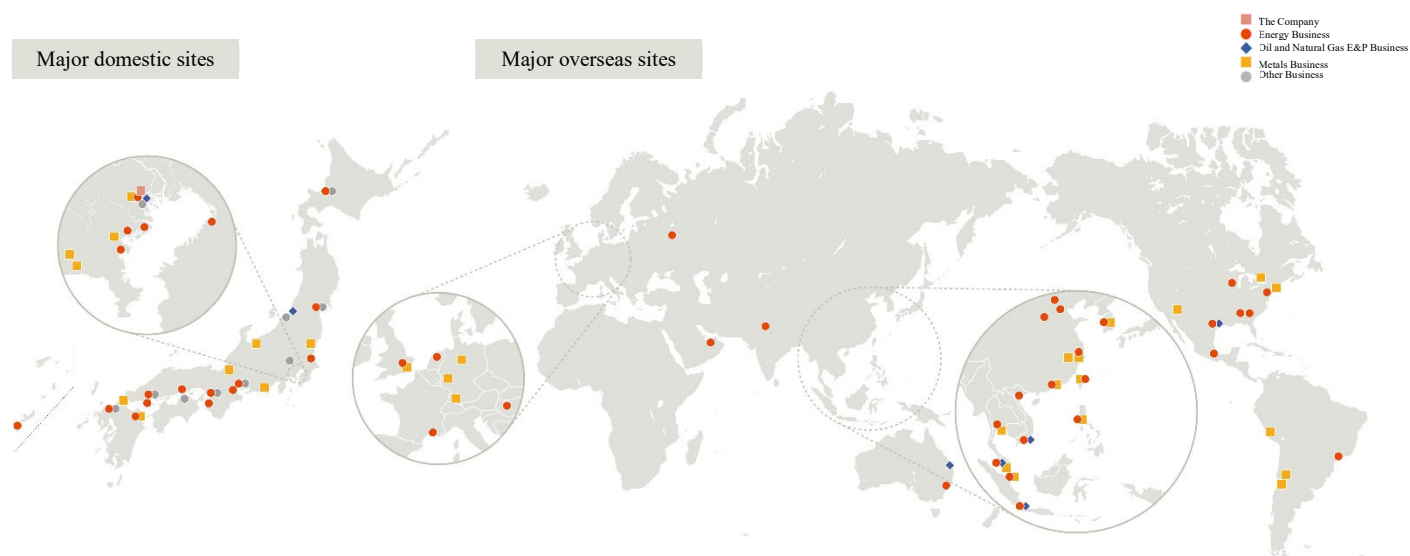 Major domestic sites
Major overseas sites
The Company
Energy Business
Oil and Natural Gas E&P Business
Metals Business
Other Business